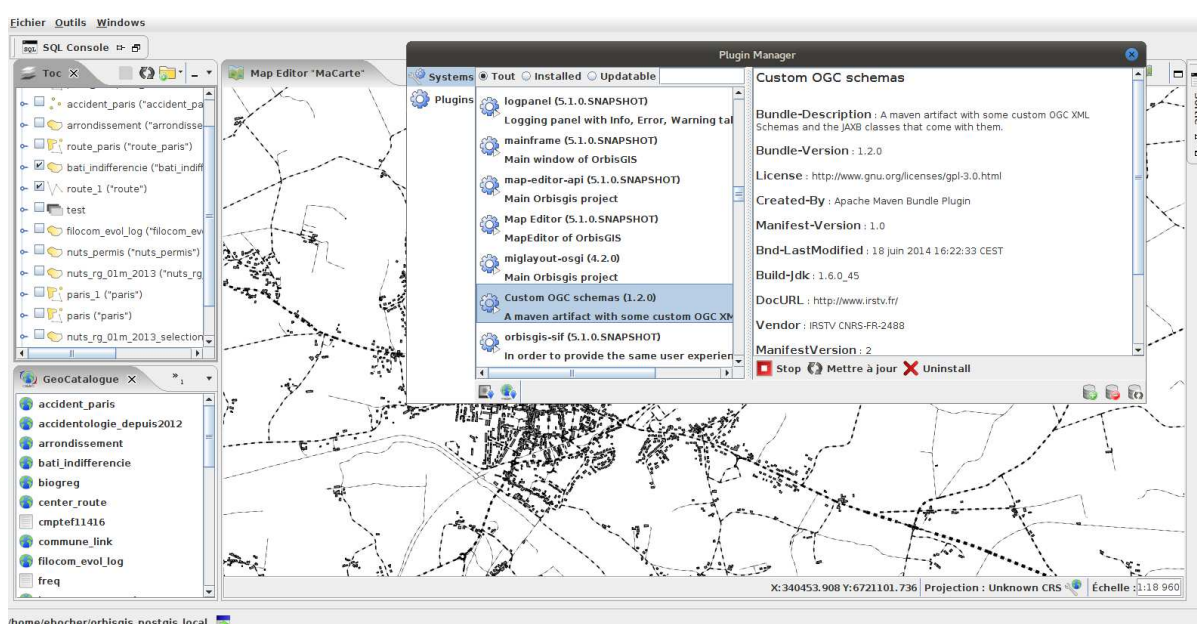 Fichier Outils Windows
SQL Console
Toc
accident_paris ("accident_pa
arrondissement ("arrondisse
route_paris ("route_paris")
bati_indifferencie ("bati_indiff
route_1 ("route")
test
filocom_evol_log ("filocom_ev
nuts_permis ("nuts_permis")
nuts_rg_01m_2013 ("nuts_rg
paris_1 ("paris")
paris ("paris")
nuts_rg_01m_2013_selection
GeoCatalogue
accident_paris
accidentologie_depuis2012
arrondissement
bati_indifferencie
biogreg
center_route
cmptef11416
commune_link
filocom_evol_log
freq
Map Editor "MaCarte"
Plugin Manager
Systems
Plugins
Tout Installed Updatable
logpanel (5.1.0.SNAPSHOT)
Logging panel with Info, Error, Warning tal
mainframe (5.1.0.SNAPSHOT)
Main window of OrbisGIS
map-editor-api (5.1.0.SNAPSHOT)
Main Orbisgis project
Map Editor (5.1.0.SNAPSHOT)
MapEditor of OrbisGIS
miglayout-osgi (4.2.0)
Main Orbisgis project
Custom OGC schemas (1.2.0)
A maven artifact with some custom OGC XM
orbisgis-sif (5.1.0.SNAPSHOT)
In order to provide the same user experien
Custom OGC schemas
Bundle-Description : A maven artifact with some custom OGC XML
Schemas and the JAXB classes that come with them.
Bundle-Version : 1.2.0
License : http://www.gnu.org/licenses/gpl-3.0.html
Created-By : Apache Maven Bundle Plugin
Manifest-Version : 1.0
Bnd-LastModified : 18 juin 2014 16:22:33 CEST
Build-Jdk : 1.6.0_45
DocURL : http://www.irstv.fr/
Vendor : IRSTV CNRS-FR-2488
ManifestVersion : 2
Stop Mettre à jour Uninstall
X:340453.908 Y:6721101.736 Projection : Unknown CRS Échelle : 1:18 960
/home/ebocher/orbisgis_postgis_local